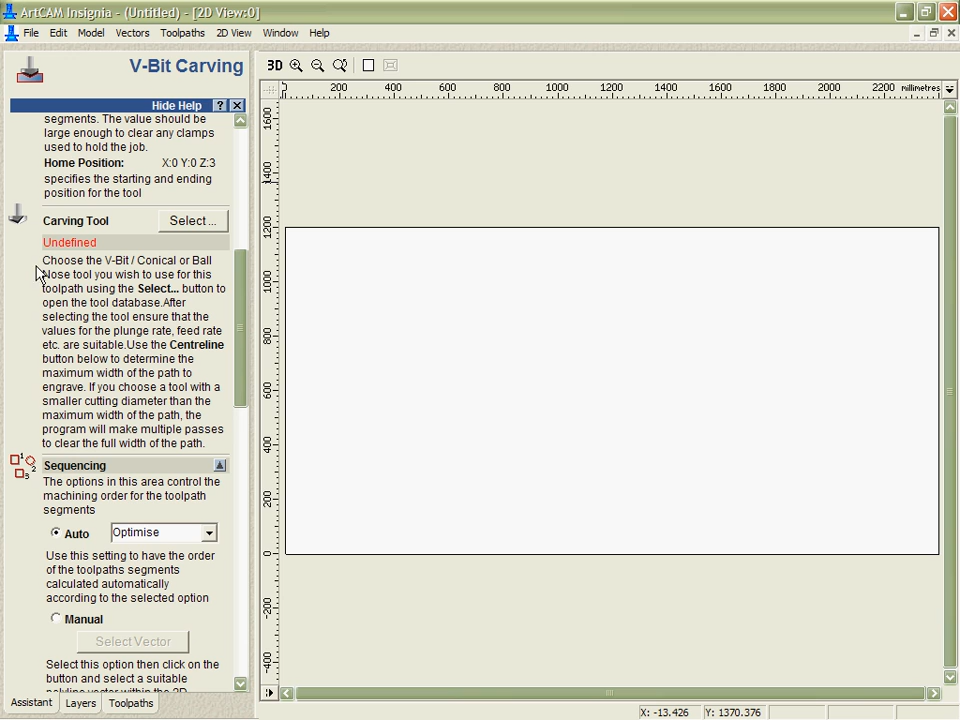 ArtCAM Insignia - (Untitled) - [2D View:0]
File Edit Model Vectors Toolpaths 2D View Window Help
V-Bit Carving
3D
Hide Help ? X
200 400 600 800 1000 1200 1400 1600 1800 2000 2200 millimetres
segments. The value should be
large enough to clear any clamps
used to hold the job.
Home Position: X:0 Y:0 Z:3
specifies the starting and ending
position for the tool
Carving Tool Select ...
Undefined
Choose the V-Bit / Conical or Ball
Nose tool you wish to use for this
toolpath using the Select... button to
open the tool database.After
selecting the tool ensure that the
values for the plunge rate, feed rate
etc. are suitable.Use the Centreline
button below to determine the
maximum width of the path to
engrave. If you choose a tool with a
smaller cutting diameter than the
maximum width of the path, the
program will make multiple passes
to clear the full width of the path.
Sequencing
The options in this area control the
machining order for the toolpath
segments
Auto Optimise
Use this setting to have the order
of the toolpaths segments
calculated automatically
according to the selected option
Manual
Select Vector
Select this option then click on the
button and select a suitable
polyline vector within the 2D
1600
1400
1200
1000
800
600
400
200
0
-200
-400
Assistant Layers Toolpaths
X: -13.426 Y: 1370.376